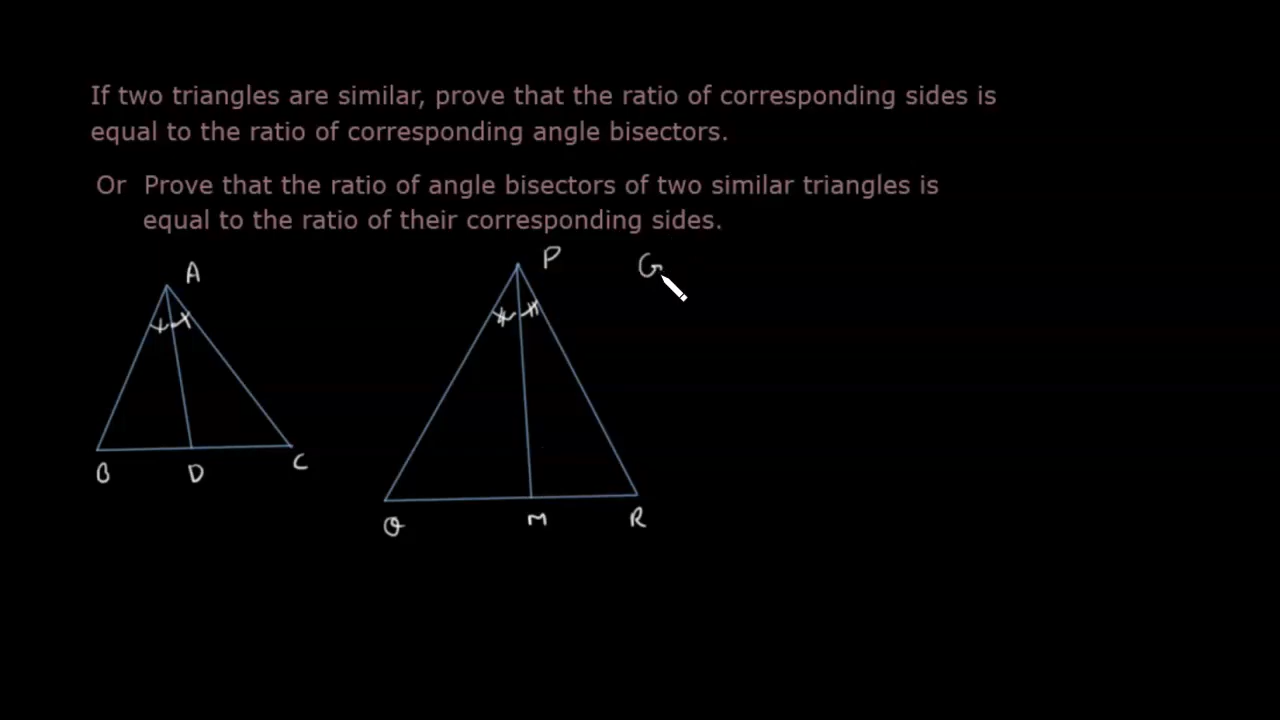 If two triangles are similar, prove that the ratio of corresponding sides is
equal to the ratio of corresponding angle bisectors.
Or Prove that the ratio of angle bisectors of two similar triangles is
equal to the ratio of their corresponding sides.
A
P
G
B
D
C
Q
M
R